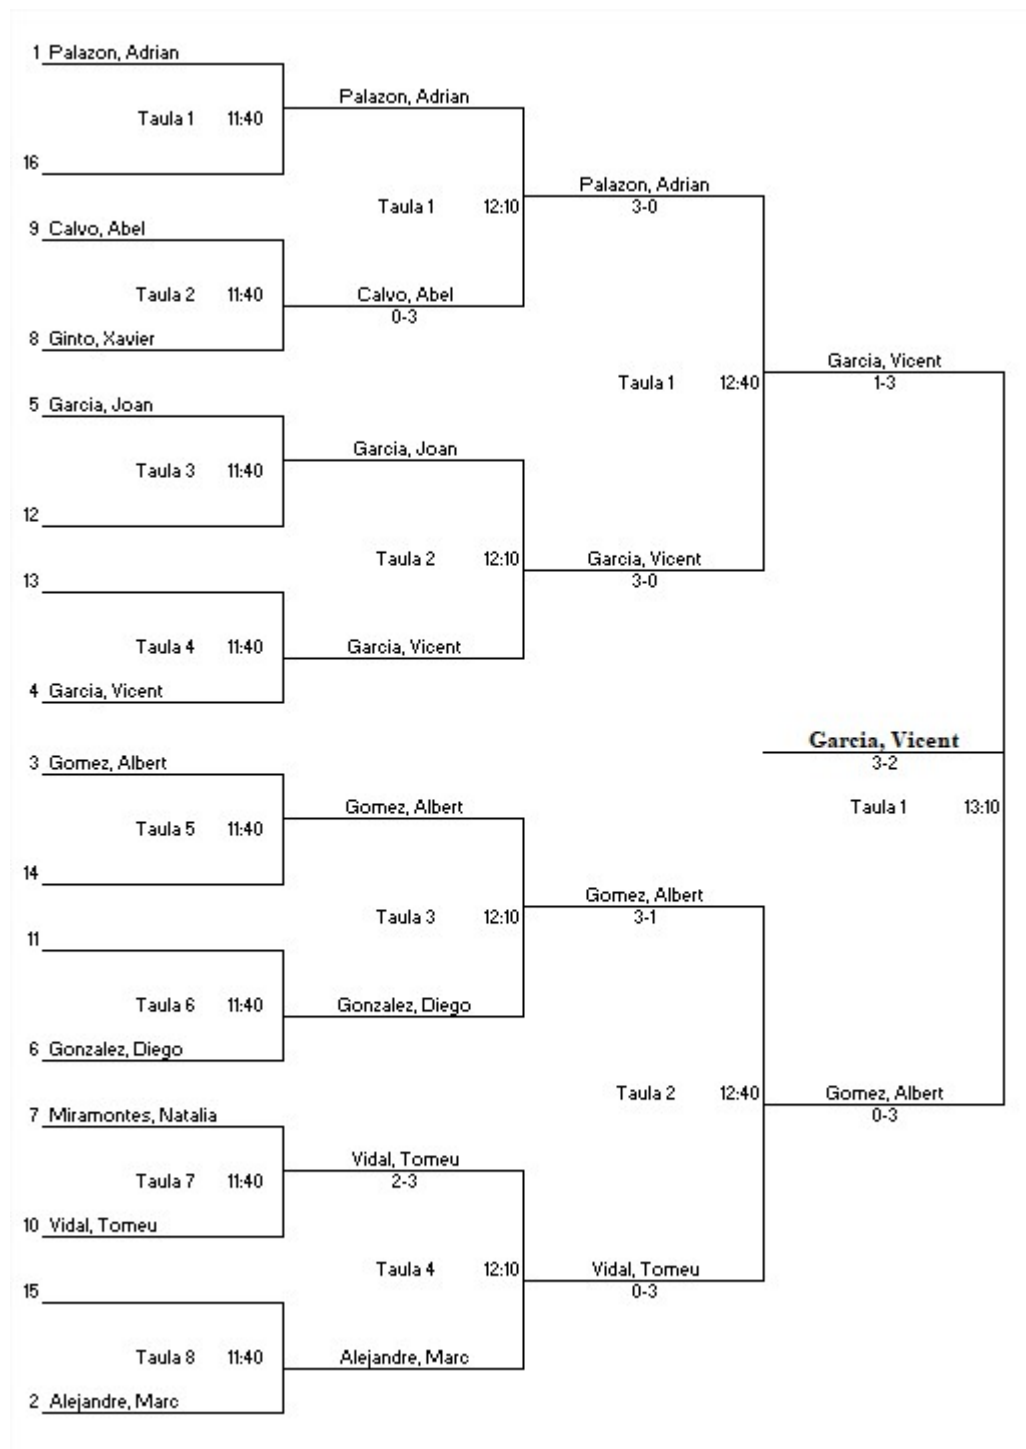 1 Palazon, Adrian
Palazon, Adrian
Taula 1 11:40
16
Palazon, Adrian
3-0
Taula 1 12:10
9 Calvo, Abel
Taula 2 11:40
Calvo, Abel
0-3
8 Ginto, Xavier
Garcia, Vicent
1-3
Taula 1 12:40
5 Garcia, Joan
Garcia, Joan
Taula 3 11:40
12
Taula 2 12:10
Garcia, Vicent
3-0
13
Taula 4 11:40
Garcia, Vicent
4 Garcia, Vicent
Garcia, Vicent
3-2
Taula 1 13:10
3 Gomez, Albert
Gomez, Albert
Taula 5 11:40
14
Gomez, Albert
3-1
Taula 3 12:10
11
Taula 6 11:40
Gonzalez, Diego
6 Gonzalez, Diego
Taula 2 12:40
Gomez, Albert
0-3
7 Miramontes, Natalia
Vidal, Tomeu
2-3
Taula 7 11:40
10 Vidal, Tomeu
Taula 4 12:10
Vidal, Tomeu
0-3
15
Taula 8 11:40
Alejandre, Marc
2 Alejandre, Marc